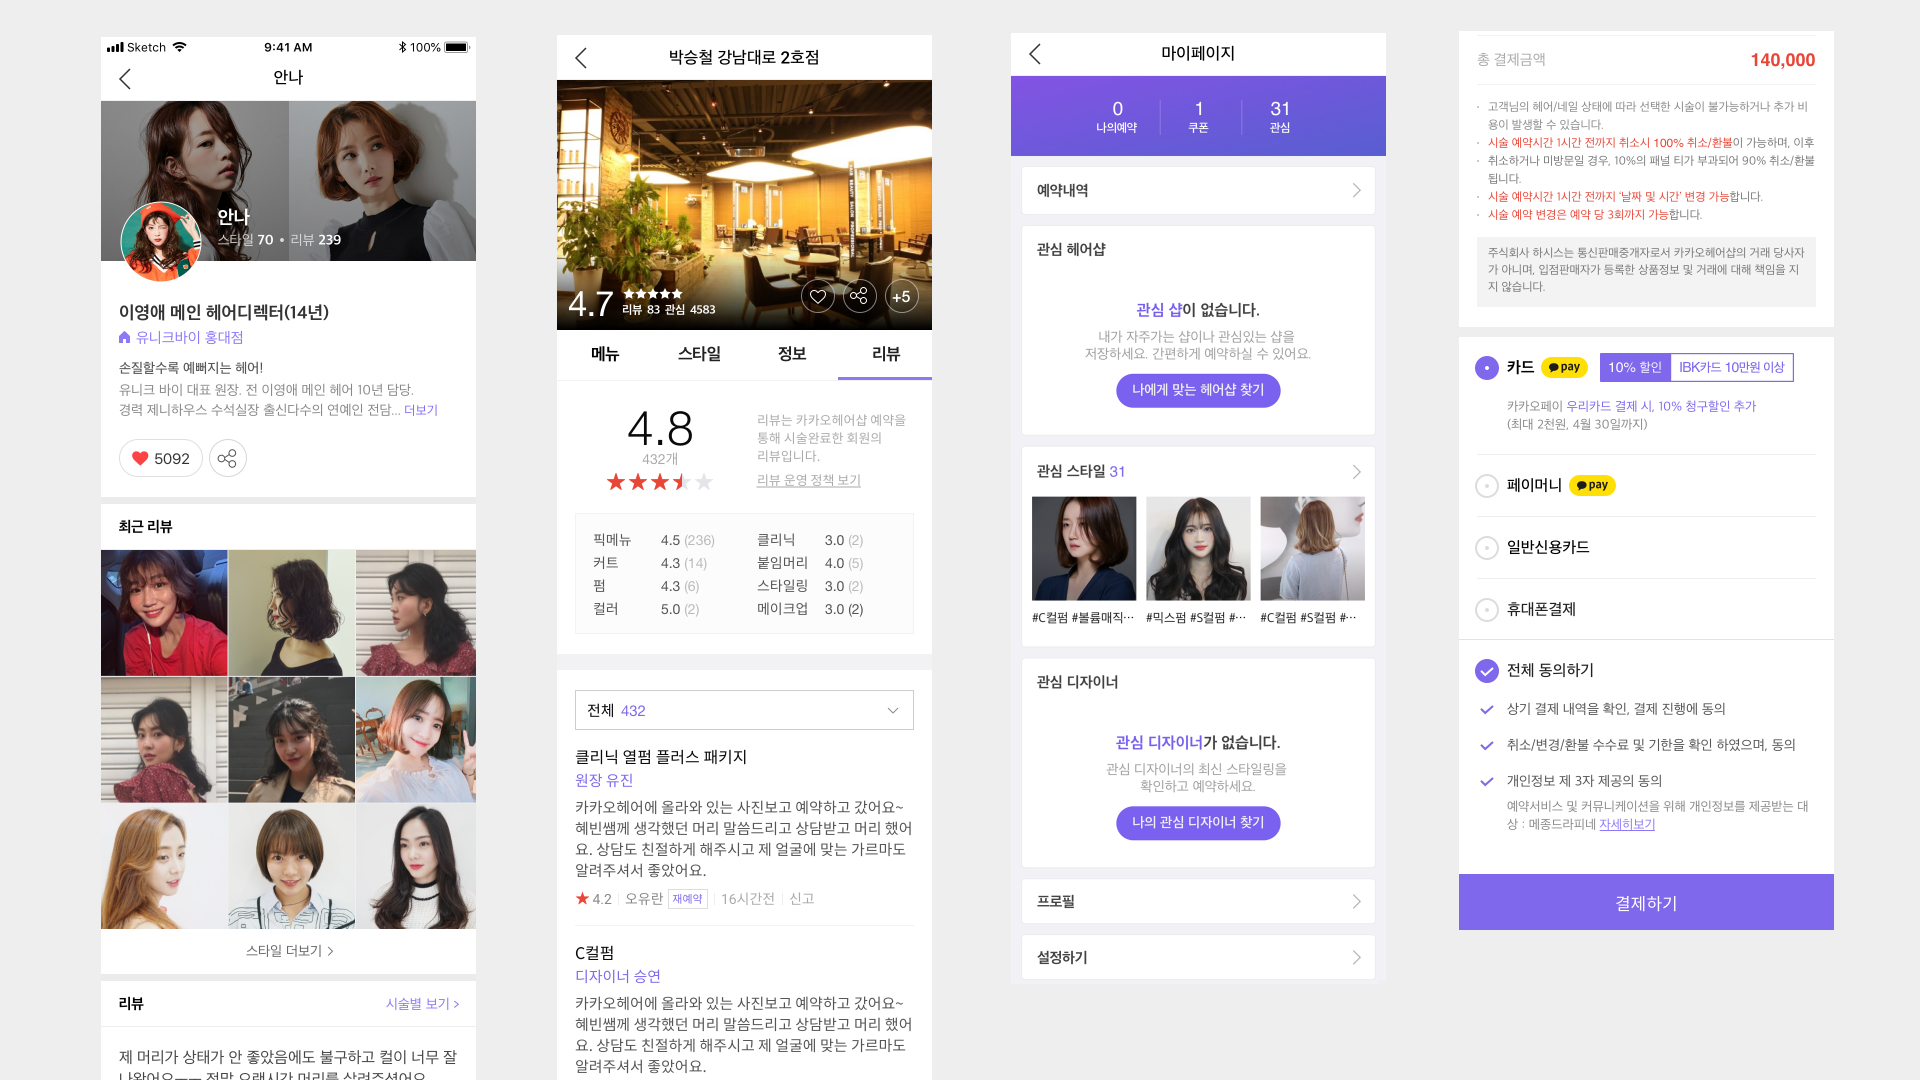 Sketch 9:41 AM 100%
안나
안나
스타일 70 • 리뷰 239
이영애 메인 헤어디렉터(14년)
유니크바이 홍대점
손질할수록 예뻐지는 헤어!
유니크 바이 대표 원장. 전 이영애 메인 헤어 10년 담당.
경력 제니하우스 수석실장 출신다수의 연예인 전담... 더보기
5092
최근 리뷰
스타일 더보기 >
리뷰 시술별 보기 >
제 머리가 상태가 안 좋았음에도 불구하고 컬이 너무 잘
나왔어요ㅡㅡ 정말 오랫시간 머리를 살려주셨어요
박승철 강남대로 2호점
4.7
리뷰 83 관심 4583
+5
메뉴 스타일 정보 리뷰
4.8
432개
리뷰는 카카오헤어샵 예약을
통해 시술완료한 회원의
리뷰입니다.
리뷰 운영 정책 보기
픽메뉴 4.5 (236) 클리닉 3.0 (2)
커트 4.3 (14) 붙임머리 4.0 (5)
펌 4.3 (6) 스타일링 3.0 (2)
컬러 5.0 (2) 메이크업 3.0 (2)
전체 432
클리닉 열펌 플러스 패키지
원장 유진
카카오헤어에 올라와 있는 사진보고 예약하고 갔어요~
혜빈쌤께 생각했던 머리 말씀드리고 상담받고 머리 했어
요. 상담도 친절하게 해주시고 제 얼굴에 맞는 가르마도
알려주셔서 좋았어요.
4.2 오유란 재예약 16시간전 신고
C컬펌
디자이너 승연
카카오헤어에 올라와 있는 사진보고 예약하고 갔어요~
혜빈쌤께 생각했던 머리 말씀드리고 상담받고 머리 했어
요. 상담도 친절하게 해주시고 제 얼굴에 맞는 가르마도
알려주셔서 좋았어요.
마이페이지
0 1 31
나의예약 쿠폰 관심
예약내역
관심 헤어샵
관심 샵이 없습니다.
내가 자주가는 샵이나 관심있는 샵을
저장하세요. 간편하게 예약하실 수 있어요.
나에게 맞는 헤어샵 찾기
관심 스타일 31
#C컬펌 #볼륨매직··· #믹스펌 #S컬펌 #··· #C컬펌 #S컬펌 #···
관심 디자이너
관심 디자이너가 없습니다.
관심 디자이너의 최신 스타일링을
확인하고 예약하세요.
나의 관심 디자이너 찾기
프로필
설정하기
총 결제금액 140,000
· 고객님의 헤어/네일 상태에 따라 선택한 시술이 불가능하거나 추가 비
용이 발생할 수 있습니다.
· 시술 예약시간 1시간 전까지 취소시 100% 취소/환불이 가능하며, 이후
· 취소하거나 미방문일 경우, 10%의 패널 티가 부과되어 90% 취소/환불
됩니다.
· 시술 예약시간 1시간 전까지 '날짜 및 시간' 변경 가능합니다.
· 시술 예약 변경은 예약 당 3회까지 가능합니다.
주식회사 하시스는 통신판매중개자로서 카카오헤어샵의 거래 당사자
가 아니며, 입점판매자가 등록한 상품정보 및 거래에 대해 책임을 지
지 않습니다.
카드 pay 10% 할인 IBK카드 10만원 이상
카카오페이 우리카드 결제 시, 10% 청구할인 추가
(최대 2천원, 4월 30일까지)
페이머니 pay
일반신용카드
휴대폰결제
전체 동의하기
상기 결제 내역을 확인, 결제 진행에 동의
취소/변경/환불 수수료 및 기한을 확인 하였으며, 동의
개인정보 제 3자 제공의 동의
예약서비스 및 커뮤니케이션을 위해 개인정보를 제공받는 대
상 : 메종드라피네 자세히보기
결제하기